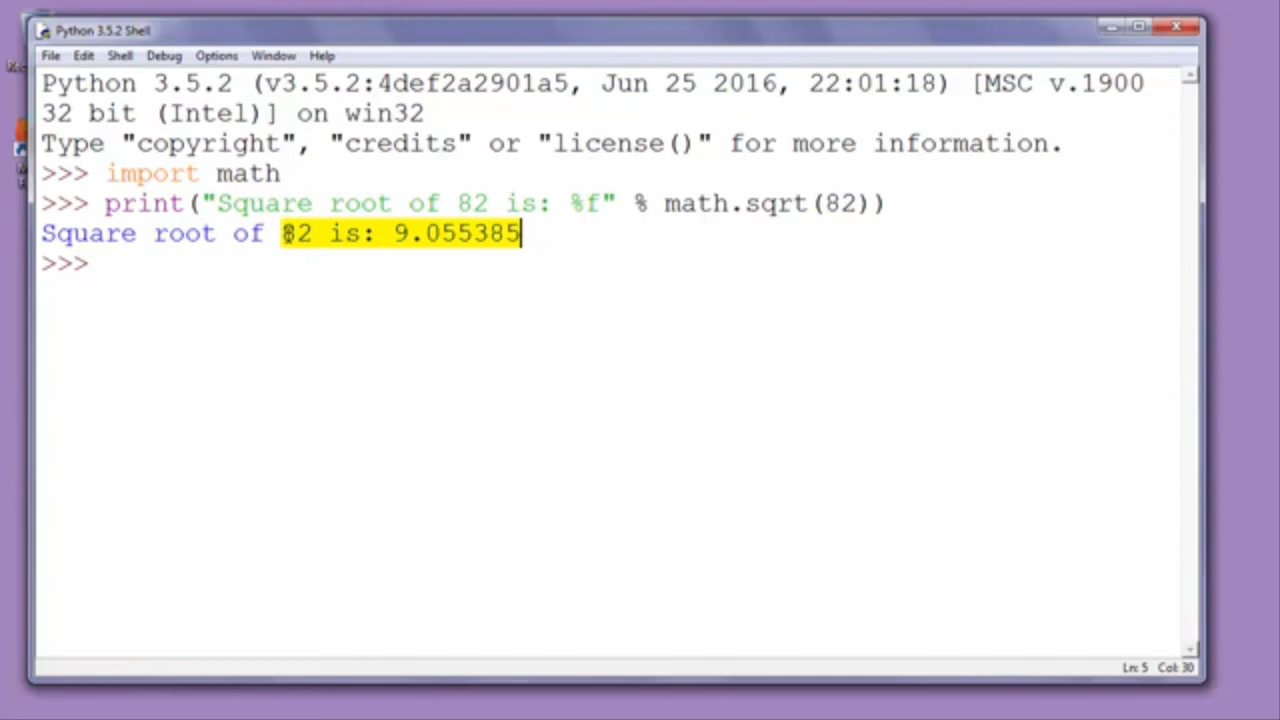 Python 3.5.2 Shell
File Edit Shell Debug Options Window Help
Python 3.5.2 (v3.5.2:4def2a2901a5, Jun 25 2016, 22:01:18) [MSC v.1900
32 bit (Intel)] on win32
Type "copyright", "credits" or "license()" for more information.
>>> import math
>>> print("Square root of 82 is: %f" % math.sqrt(82))
Square root of 82 is: 9.055385
>>>
Ln: 5 Col: 30